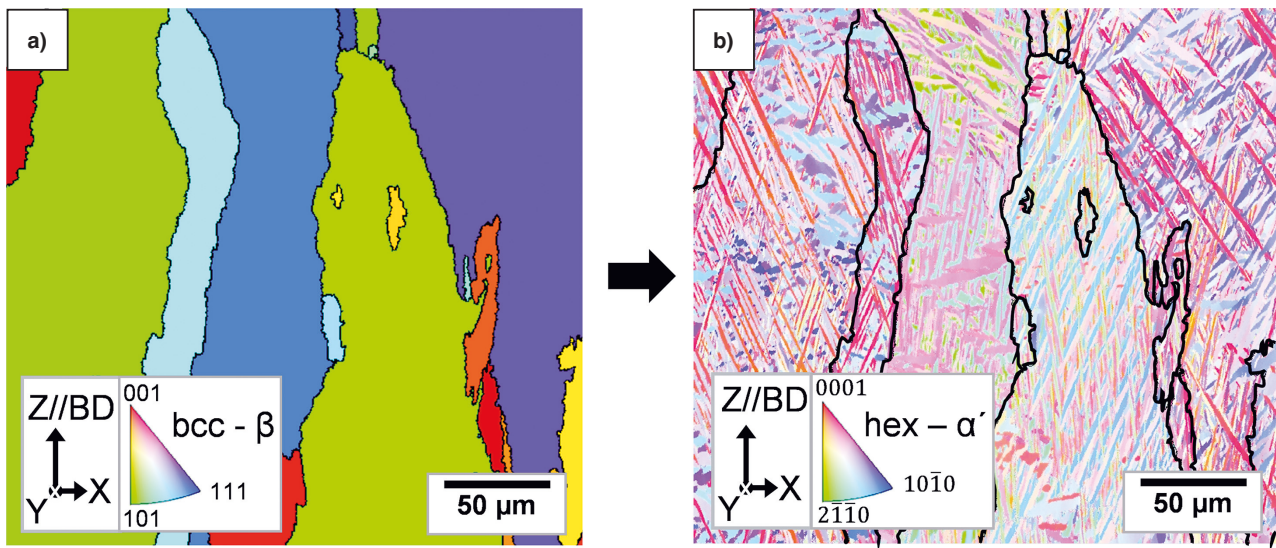 a)
Z//BD
Y
X
001
bcc - β
111
101
50 µm
b)
Z//BD
Y
X
0001
hex – α´
101̄0
21̄1̄0
50 µm